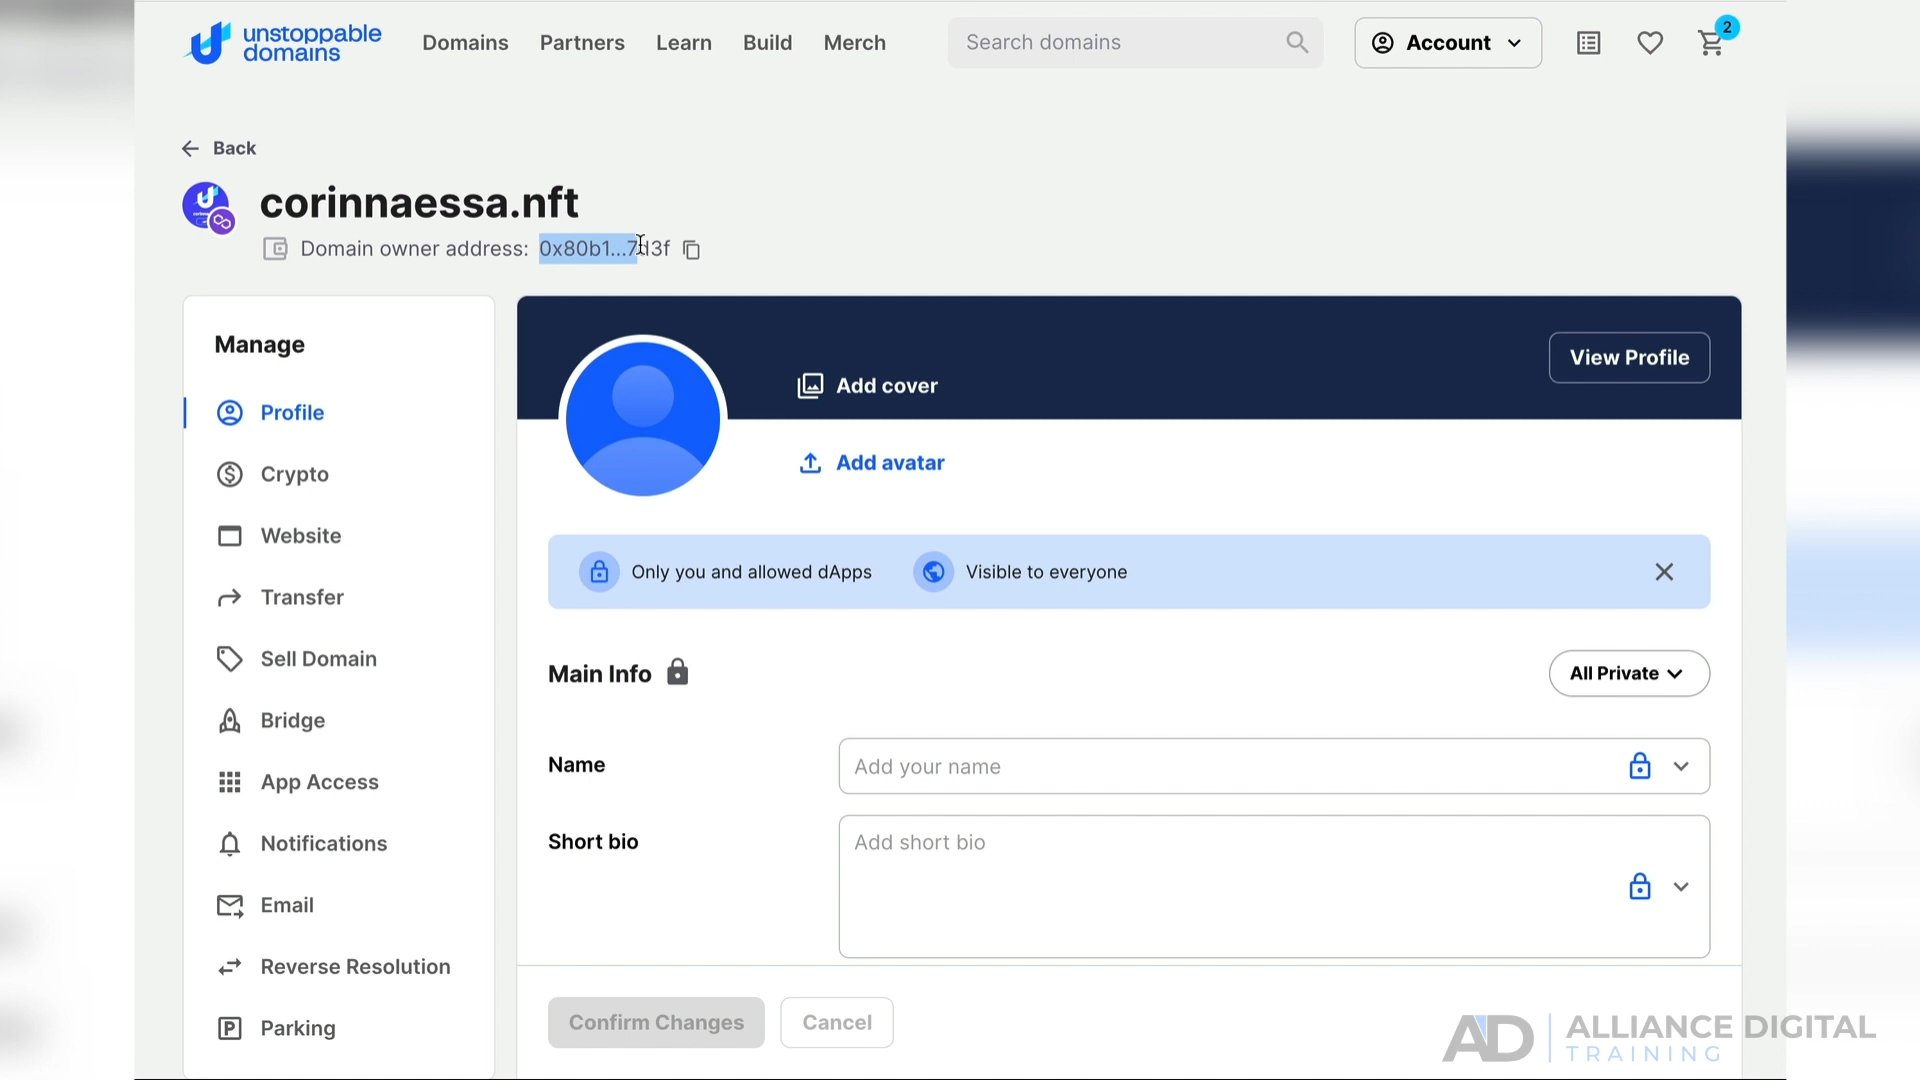 unstoppable
domains
Domains
Partners
Learn
Build
Merch
Search domains
Account
2
Back
corinnaessa.nft
Domain owner address: 0x80b1...7d3f
Manage
Profile
Crypto
Website
Transfer
Sell Domain
Bridge
App Access
Notifications
Email
Reverse Resolution
Parking
View Profile
Add cover
Add avatar
Only you and allowed dApps
Visible to everyone
Main Info
All Private
Name
Add your name
Short bio
Add short bio
Confirm Changes
Cancel
AD
ALLIANCE DIGITAL
TRAINING